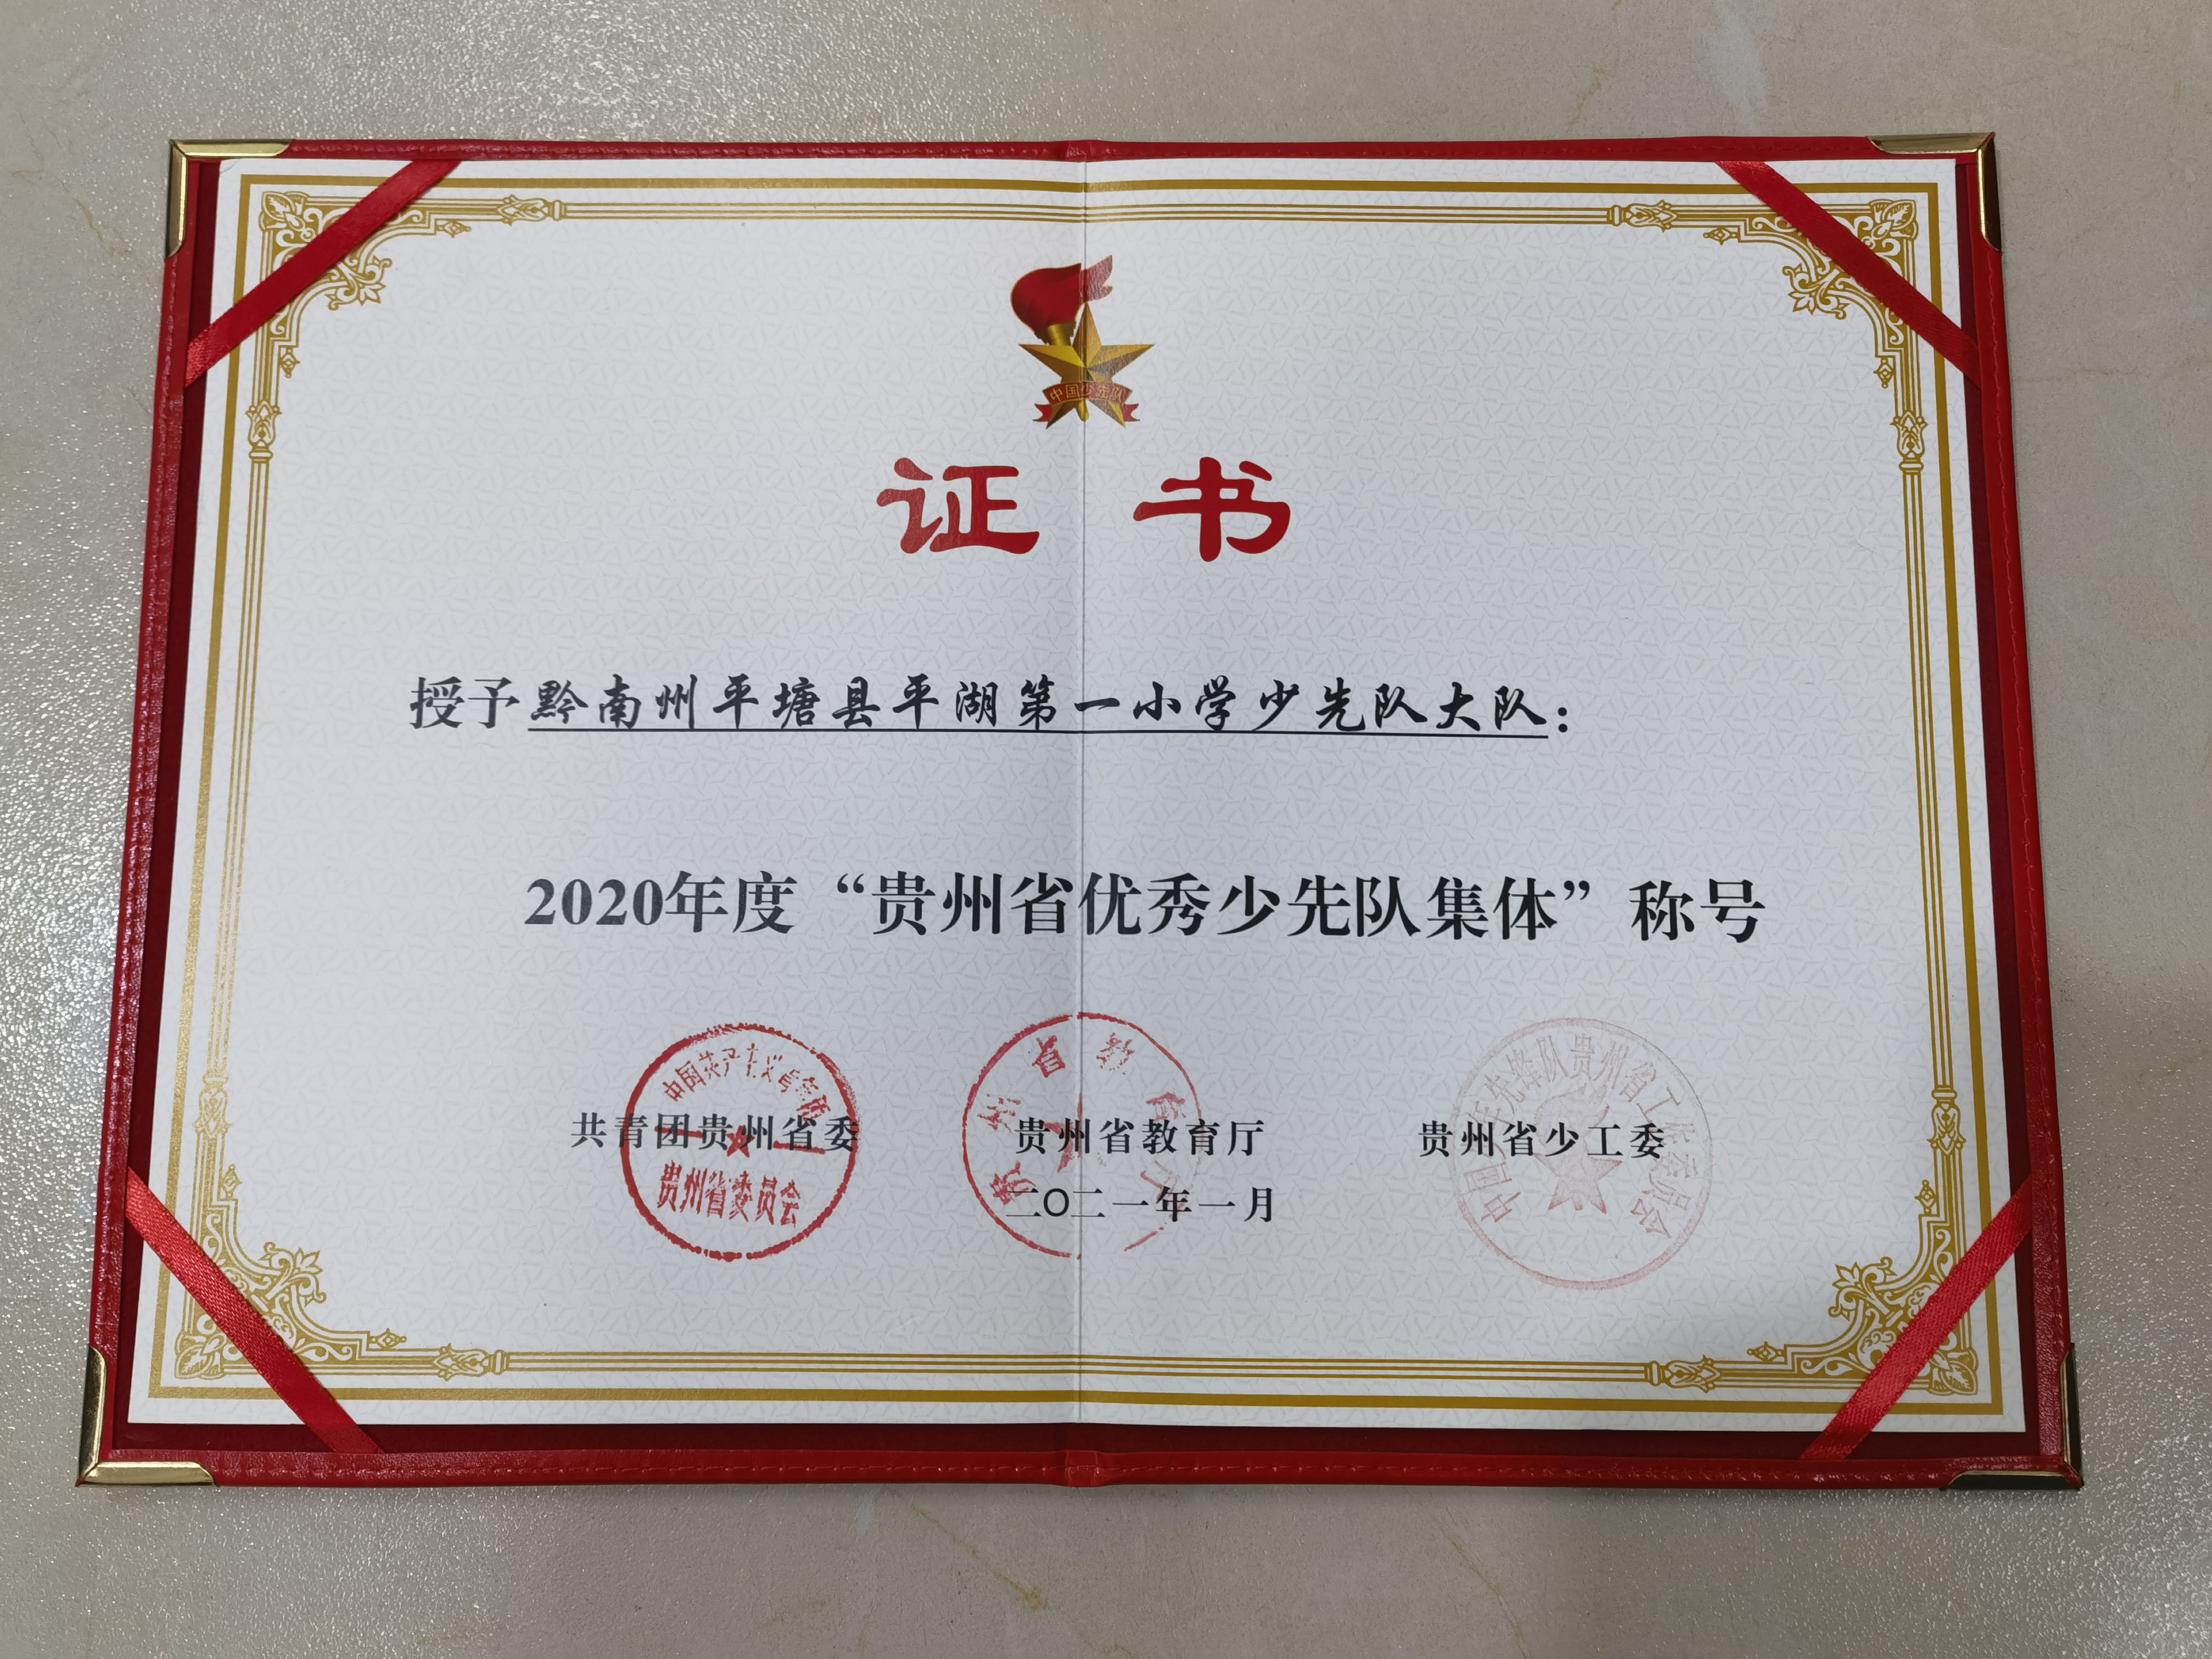 中国少先队
证书
授予黔南州平塘县平湖第一小学少先队大队：
2020年度“贵州省优秀少先队集体”称号
共青团贵州省委 贵州省教育厅 贵州省少工委
二〇二一年一月
贵州省委员会